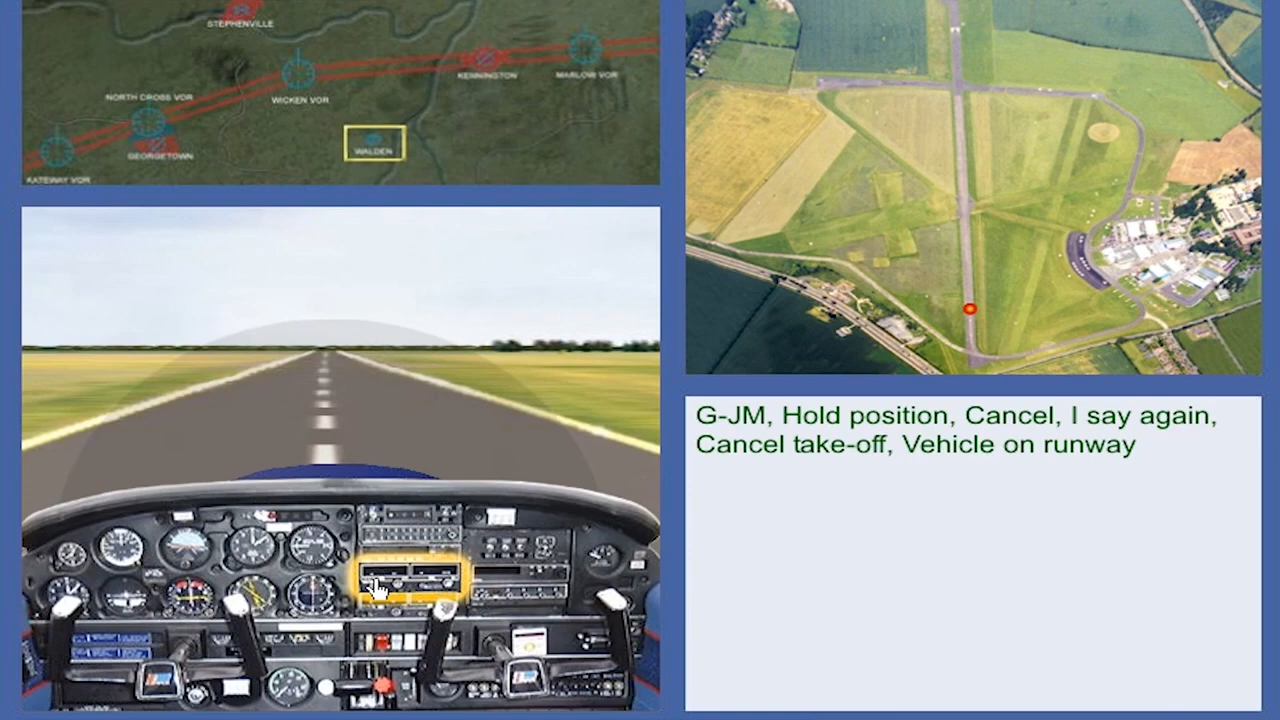 STEPHENVILLE
KENNINGTON
MARLOW VOR
NORTH CROSS VOR
WICKEN VOR
WALDEN
GEORGETOWN
KATEWAY VOR
G-JM, Hold position, Cancel, I say again,
Cancel take-off, Vehicle on runway